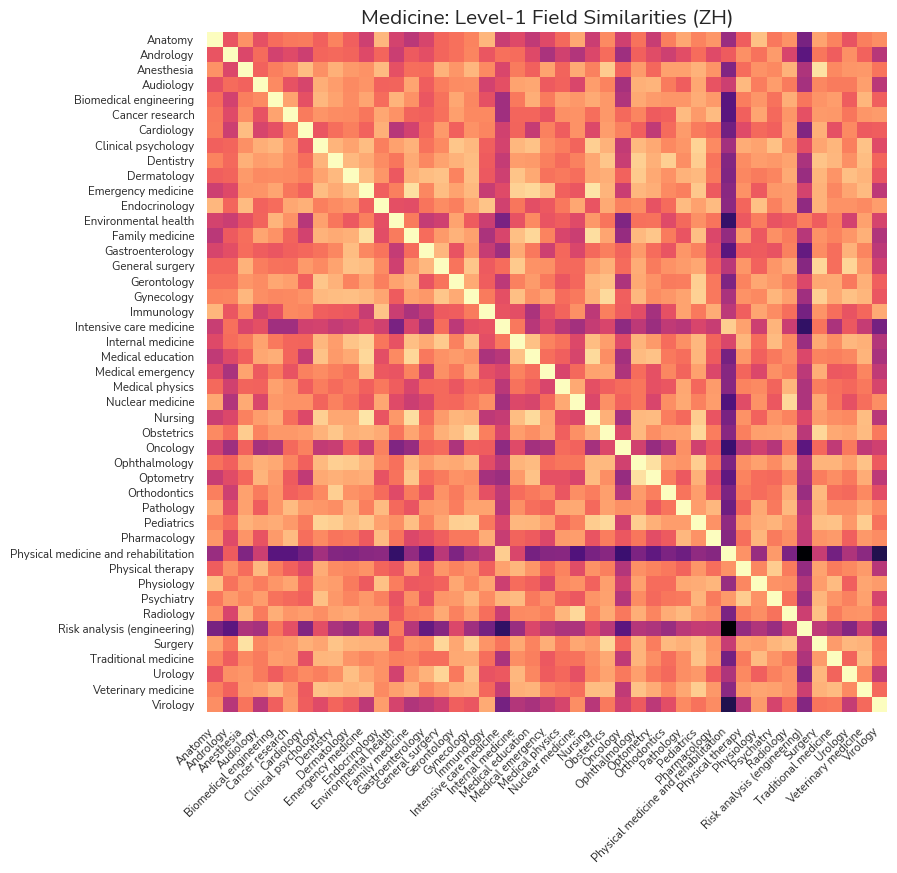 Medicine: Level-1 Field Similarities (ZH)
Anatomy
Andrology
Anesthesia
Audiology
Biomedical engineering
Cancer research
Cardiology
Clinical psychology
Dentistry
Dermatology
Emergency medicine
Endocrinology
Environmental health
Family medicine
Gastroenterology
General surgery
Gerontology
Gynecology
Immunology
Intensive care medicine
Internal medicine
Medical education
Medical emergency
Medical physics
Nuclear medicine
Nursing
Obstetrics
Oncology
Ophthalmology
Optometry
Orthodontics
Pathology
Pediatrics
Pharmacology
Physical medicine and rehabilitation
Physical therapy
Physiology
Psychiatry
Radiology
Risk analysis (engineering)
Surgery
Traditional medicine
Urology
Veterinary medicine
Virology
Anatomy
Andrology
Anesthesia
Audiology
Biomedical engineering
Cancer research
Cardiology
Clinical psychology
Dentistry
Dermatology
Emergency medicine
Endocrinology
Environmental health
Family medicine
Gastroenterology
General surgery
Gerontology
Gynecology
Immunology
Intensive care medicine
Internal medicine
Medical education
Medical emergency
Medical physics
Nuclear medicine
Nursing
Obstetrics
Oncology
Ophthalmology
Optometry
Orthodontics
Pathology
Pediatrics
Pharmacology
Physical medicine and rehabilitation
Physical therapy
Physiology
Psychiatry
Radiology
Risk analysis (engineering)
Surgery
Traditional medicine
Urology
Veterinary medicine
Virology